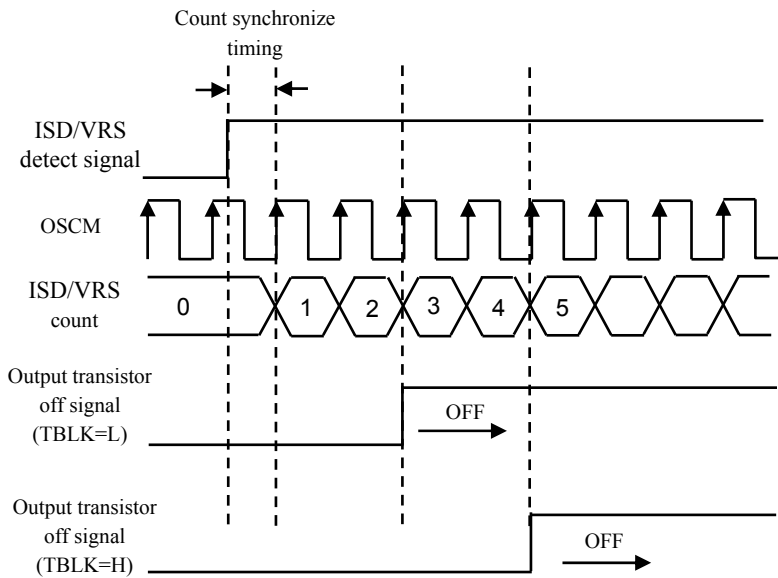 Count synchronize
timing
ISD/VRS
detect signal
OSCM
ISD/VRS
count
0 1 2 3 4 5
Output transistor
off signal
(TBLK=L)
OFF
Output transistor
off signal
(TBLK=H)
OFF